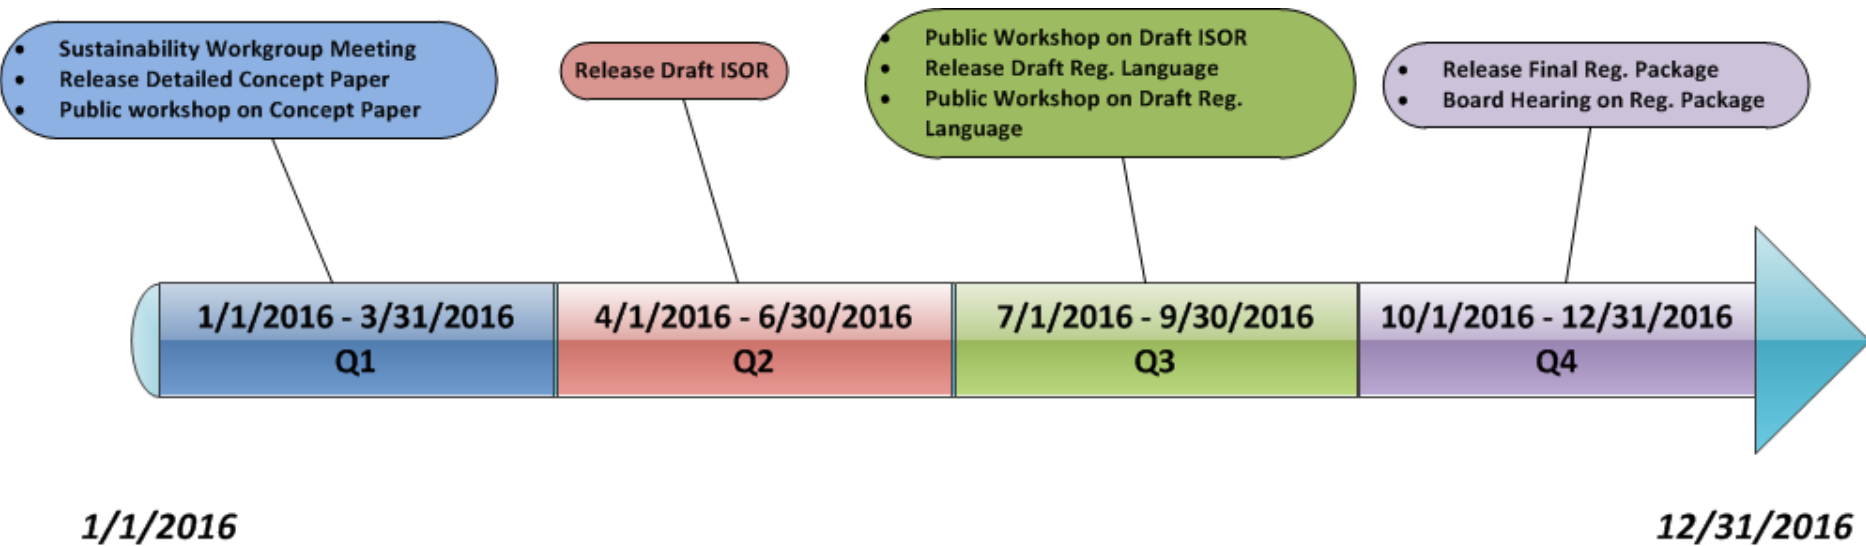 • Sustainability Workgroup Meeting
• Release Detailed Concept Paper
• Public workshop on Concept Paper
Release Draft ISOR
• Public Workshop on Draft ISOR
• Release Draft Reg. Language
• Public Workshop on Draft Reg.
Language
• Release Final Reg. Package
• Board Hearing on Reg. Package
1/1/2016 - 3/31/2016
Q1
4/1/2016 - 6/30/2016
Q2
7/1/2016 - 9/30/2016
Q3
10/1/2016 - 12/31/2016
Q4
1/1/2016
12/31/2016